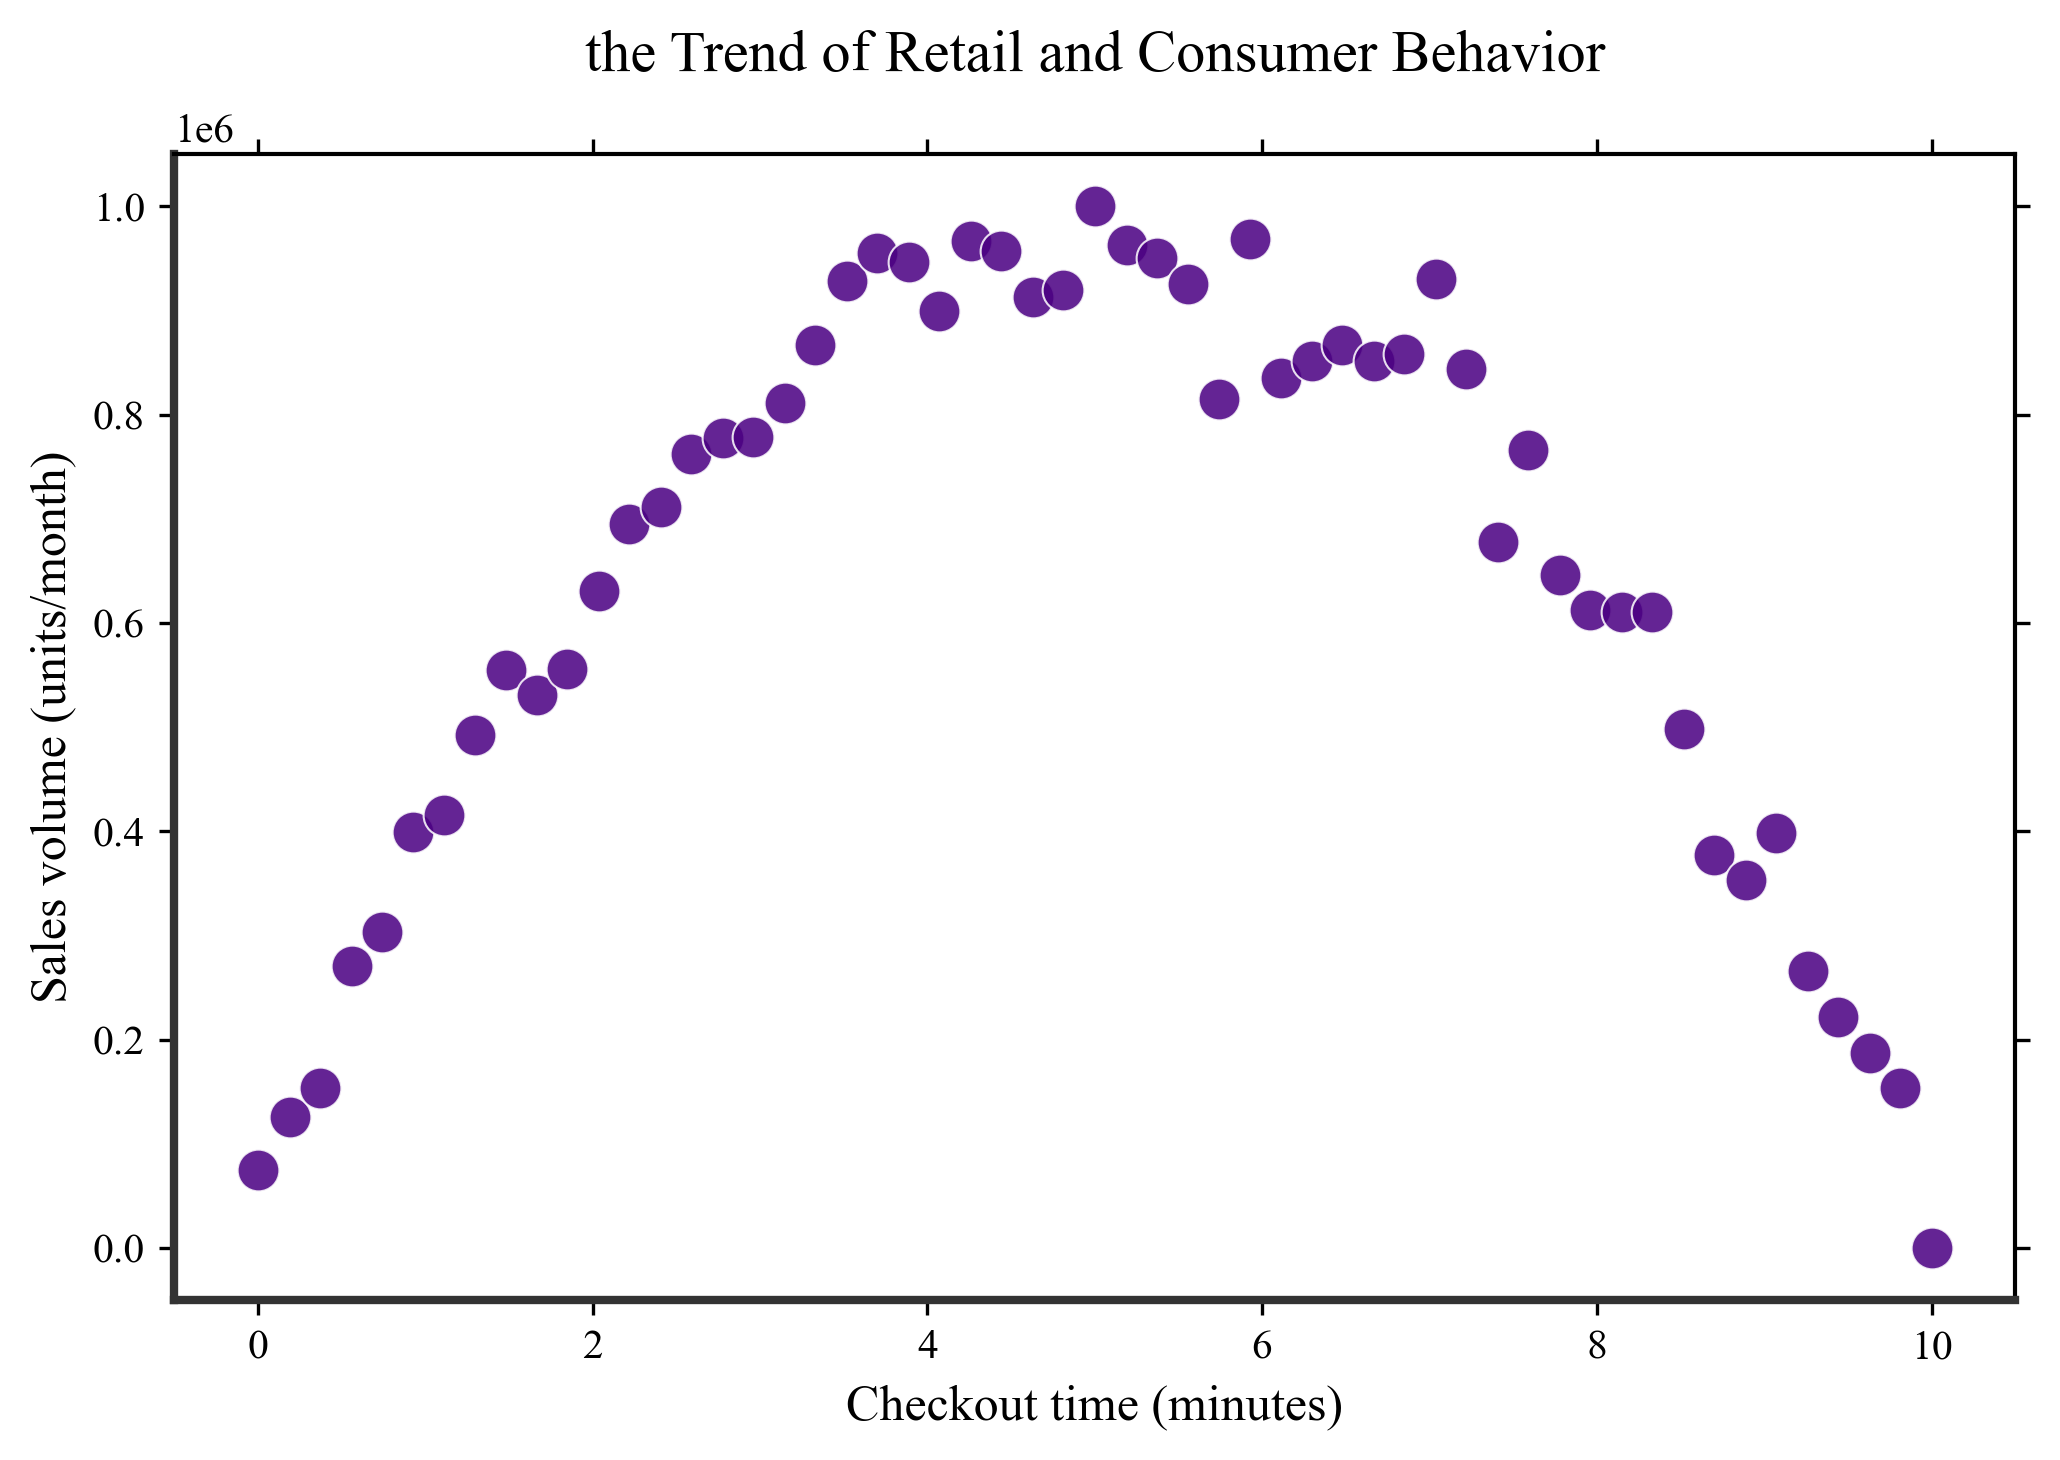 the Trend of Retail and Consumer Behavior
1e6
1.0
0.8
0.6
0.4
0.2
0.0
Sales volume (units/month)
0 2 4 6 8 10
Checkout time (minutes)